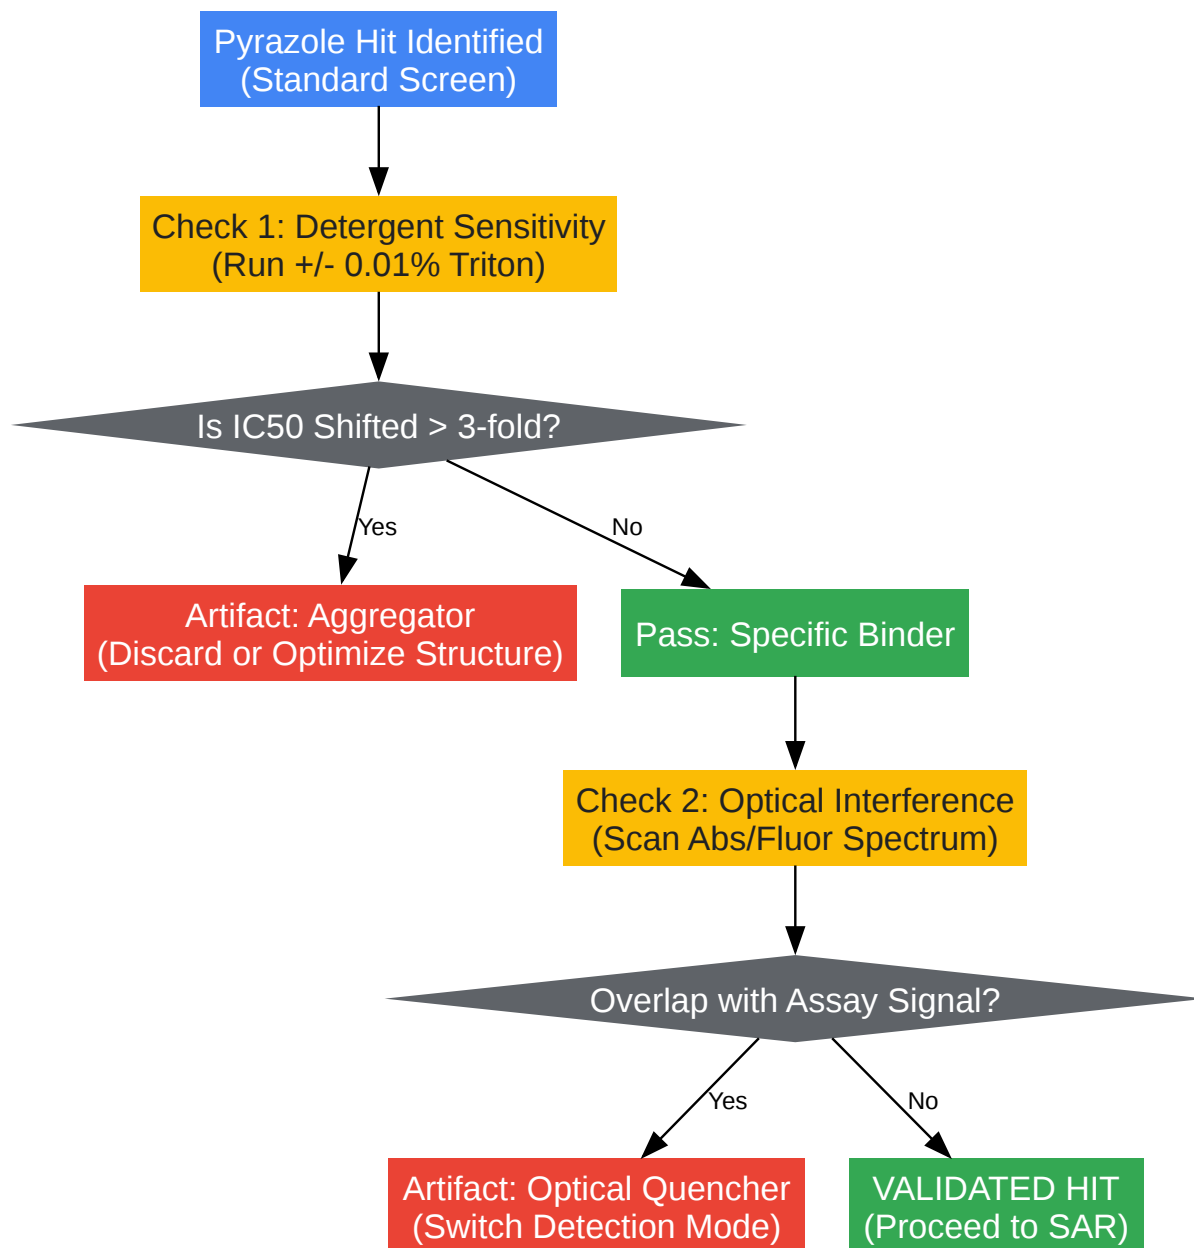 Pyrazole Hit Identified
(Standard Screen)
Check 1: Detergent Sensitivity
(Run +/- 0.01% Triton)
Is IC50 Shifted > 3-fold?
Yes
No
Artifact: Aggregator
(Discard or Optimize Structure)
Pass: Specific Binder
Check 2: Optical Interference
(Scan Abs/Fluor Spectrum)
Overlap with Assay Signal?
Yes
No
Artifact: Optical Quencher
(Switch Detection Mode)
VALIDATED HIT
(Proceed to SAR)